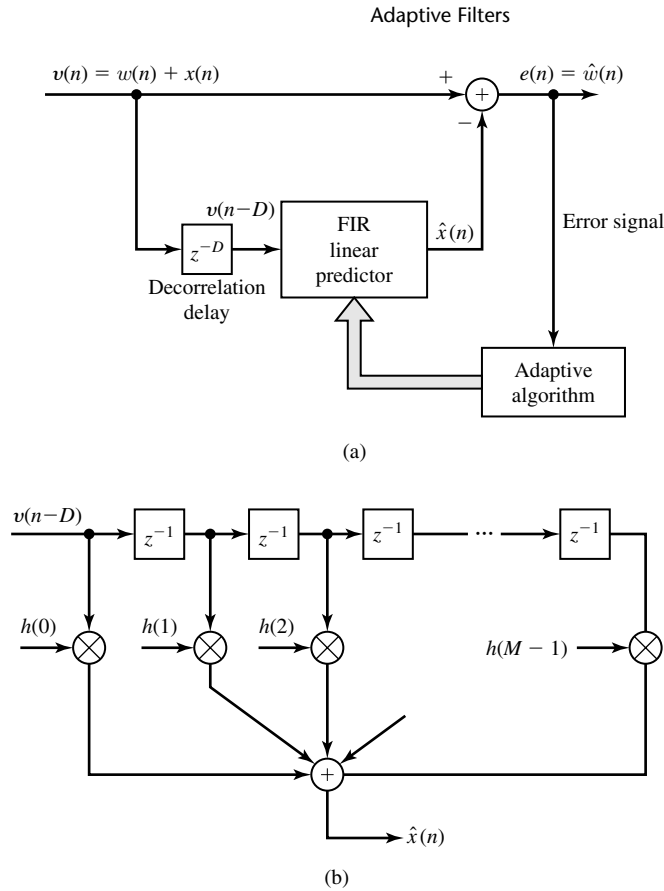 Adaptive Filters
v(n) = w(n) + x(n)
+
+
e(n) = ŵ(n)
−
v(n−D)
z⁻ᴰ
Decorrelation
delay
FIR
linear
predictor
x̂(n)
Error signal
Adaptive
algorithm
(a)
v(n−D)
z⁻¹
z⁻¹
z⁻¹
...
z⁻¹
h(0)
h(1)
h(2)
h(M − 1)
+
x̂(n)
(b)